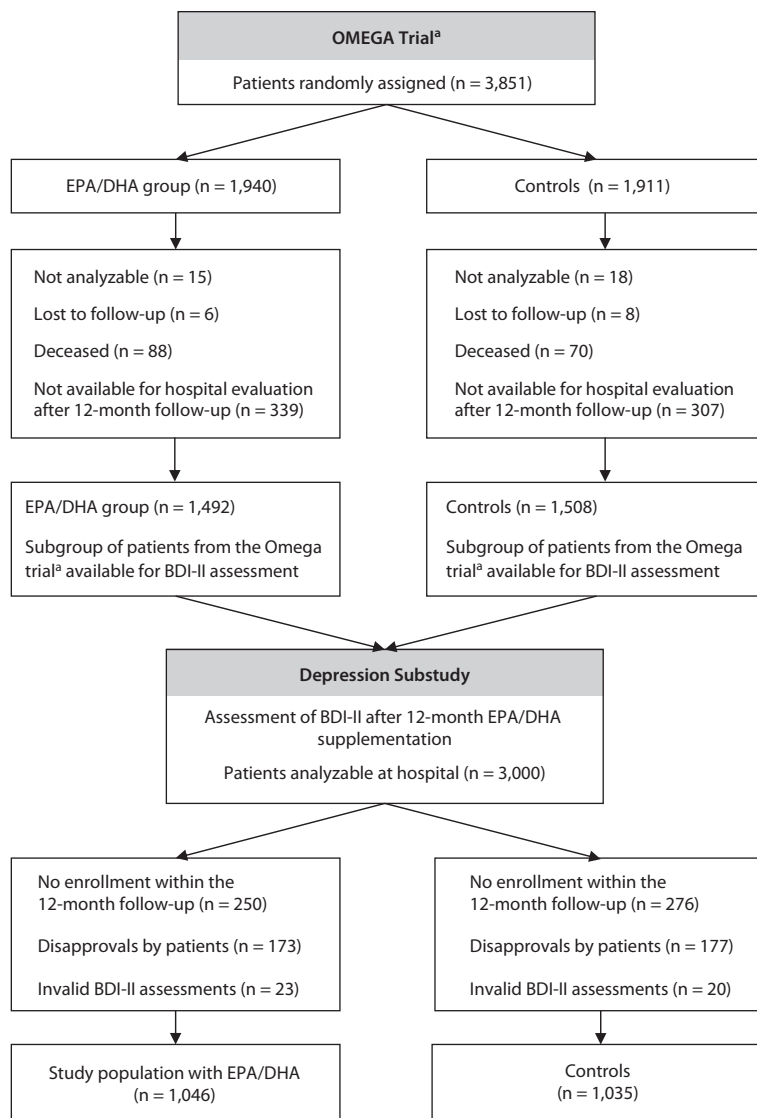 OMEGA Trialª
Patients randomly assigned (n = 3,851)
EPA/DHA group (n = 1,940)
Controls (n = 1,911)
Not analyzable (n = 15)
Lost to follow-up (n = 6)
Deceased (n = 88)
Not available for hospital evaluation
after 12-month follow-up (n = 339)
Not analyzable (n = 18)
Lost to follow-up (n = 8)
Deceased (n = 70)
Not available for hospital evaluation
after 12-month follow-up (n = 307)
EPA/DHA group (n = 1,492)
Subgroup of patients from the Omega
trialª available for BDI-II assessment
Controls (n = 1,508)
Subgroup of patients from the Omega
trialª available for BDI-II assessment
Depression Substudy
Assessment of BDI-II after 12-month EPA/DHA
supplementation
Patients analyzable at hospital (n = 3,000)
No enrollment within the
12-month follow-up (n = 250)
Disapprovals by patients (n = 173)
Invalid BDI-II assessments (n = 23)
No enrollment within the
12-month follow-up (n = 276)
Disapprovals by patients (n = 177)
Invalid BDI-II assessments (n = 20)
Study population with EPA/DHA
(n = 1,046)
Controls
(n = 1,035)